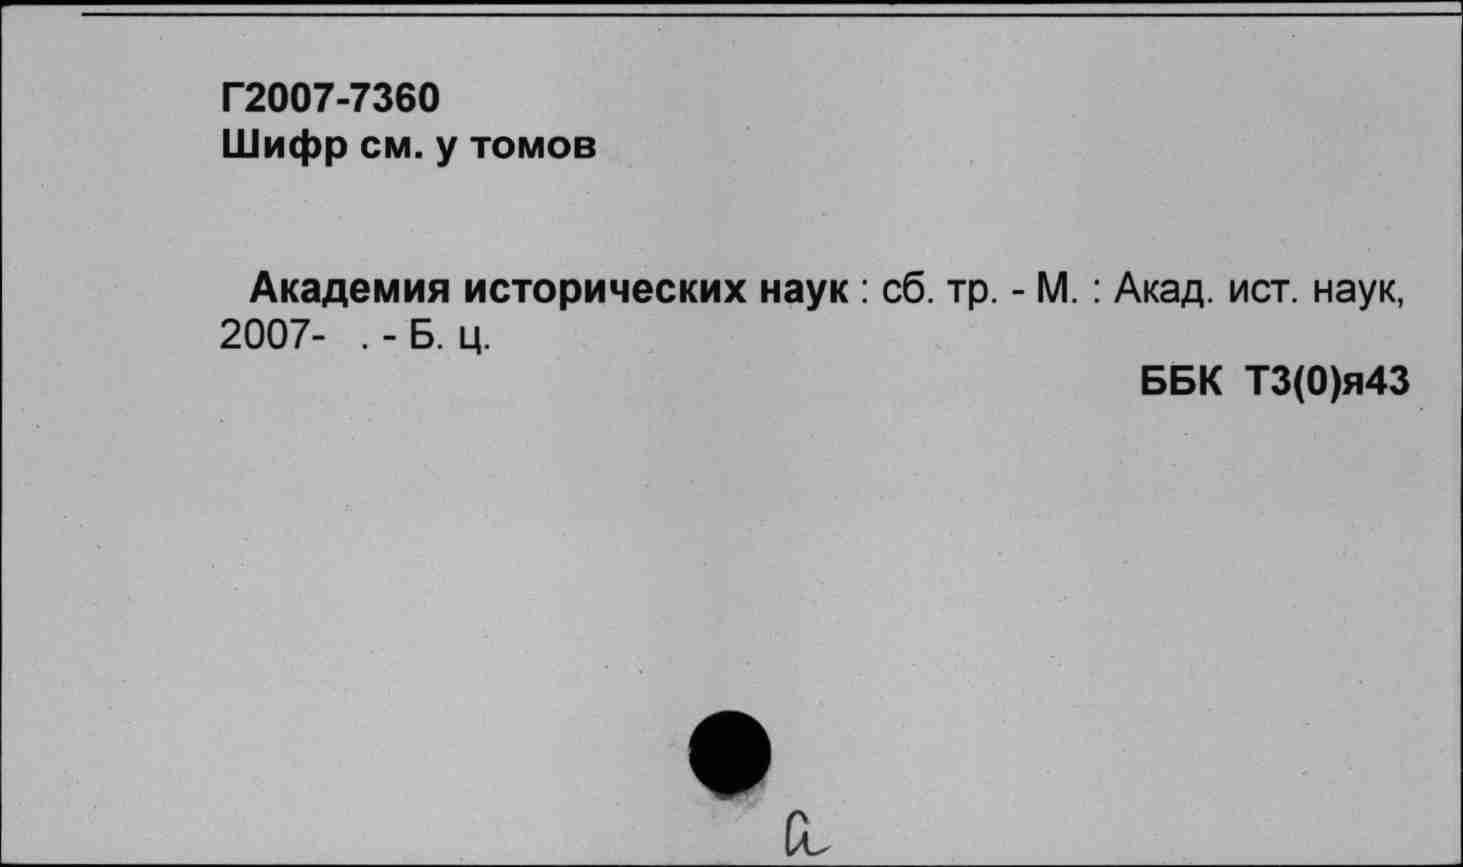 Г2007-7360
Шифр см. у томов
Академия исторических наук : сб. тр. - М. : Акад. ист. наук,
2007- . - Б. ц.
ББК Т3(0)я43